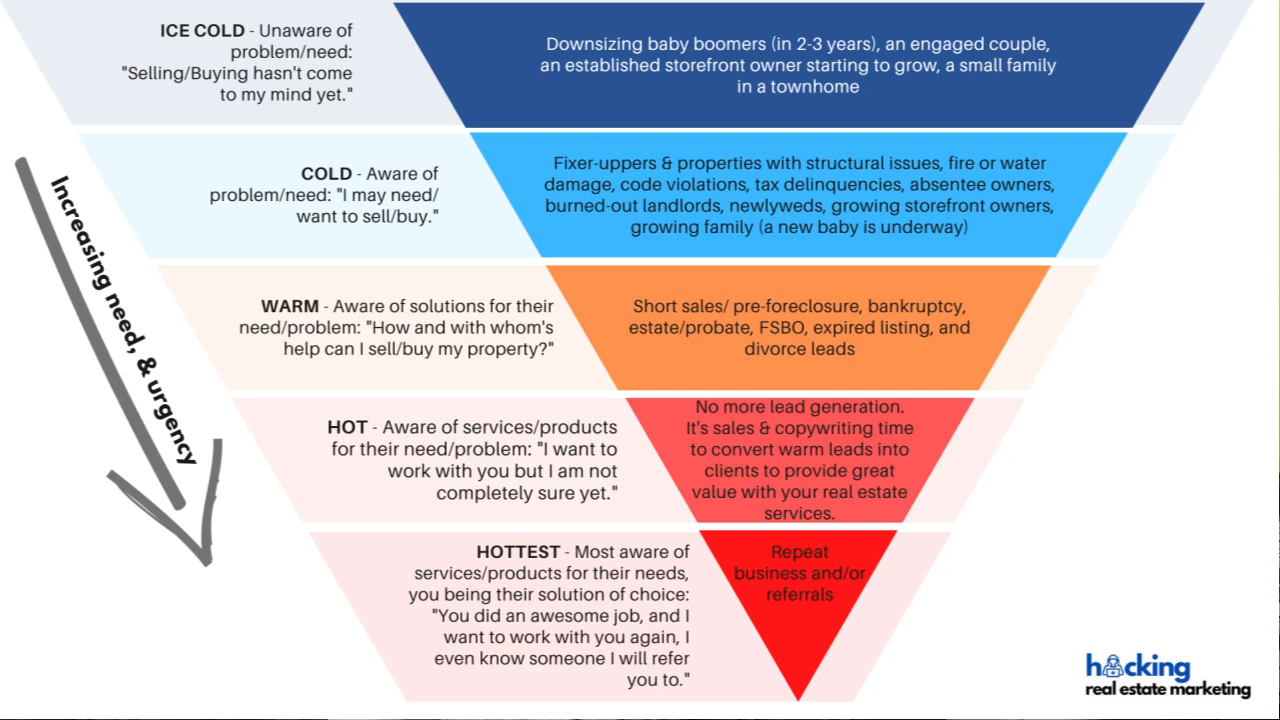 ICE COLD - Unaware of
problem/need:
"Selling/Buying hasn't come
to my mind yet."
Downsizing baby boomers (in 2-3 years), an engaged couple,
an established storefront owner starting to grow, a small family
in a townhome
COLD - Aware of
problem/need: "I may need/
want to sell/buy."
Fixer-uppers & properties with structural issues, fire or water
damage, code violations, tax delinquencies, absentee owners,
burned-out landlords, newlyweds, growing storefront owners,
growing family (a new baby is underway)
Increasing need, & urgency
WARM - Aware of solutions for their
need/problem: "How and with whom's
help can I sell/buy my property?"
Short sales/ pre-foreclosure, bankruptcy,
estate/probate, FSBO, expired listing, and
divorce leads
HOT - Aware of services/products
for their need/problem: "I want to
work with you but I am not
completely sure yet."
No more lead generation.
It's sales & copywriting time
to convert warm leads into
clients to provide great
value with your real estate
services.
HOTTEST - Most aware of
services/products for their needs,
you being their solution of choice:
"You did an awesome job, and I
want to work with you again, I
even know someone I will refer
you to."
Repeat
business and/or
referrals
hacking
real estate marketing